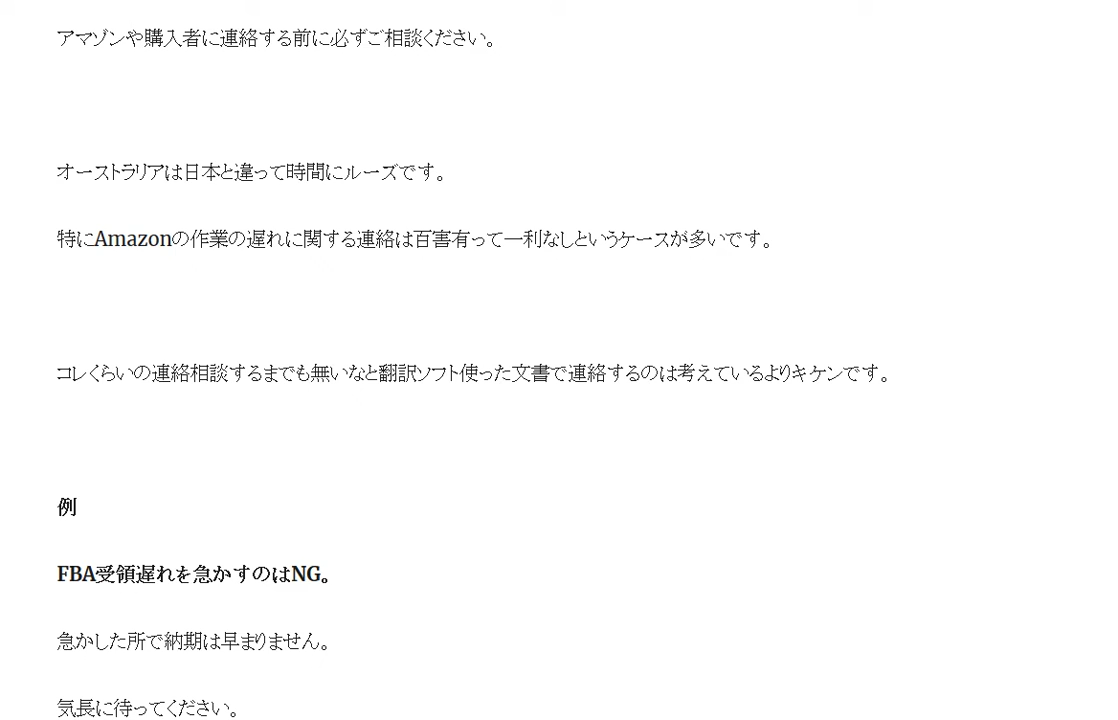 アマゾンや購入者に連絡する前に必ずご相談ください。
オーストラリアは日本と違って時間にルーズです。
特にAmazonの作業の遅れに関する連絡は百害有って一利なしというケースが多いです。
コレくらいの連絡相談するまでも無いなと翻訳ソフト使った文書で連絡するのは考えているよりキケンです。
例
FBA受領遅れを急かすのはNG。
急かした所で納期は早まりません。
気長に待ってください。